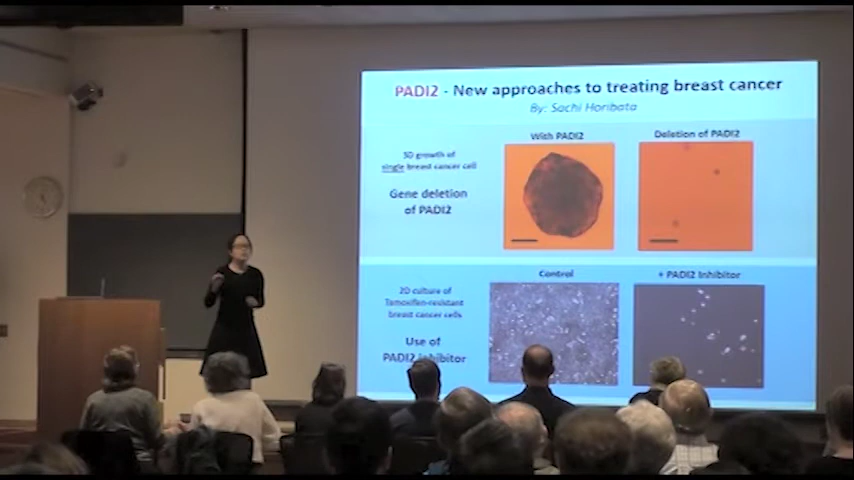 PADI2 - New approaches to treating breast cancer
By: Sachi Horibata
With PADI2
Deletion of PADI2
3D growth of
single breast cancer cell
Gene deletion
of PADI2
Control
+ PADI2 Inhibitor
2D culture of
Tamoxifen-resistant
breast cancer cells
Use of
PADI2 inhibitor